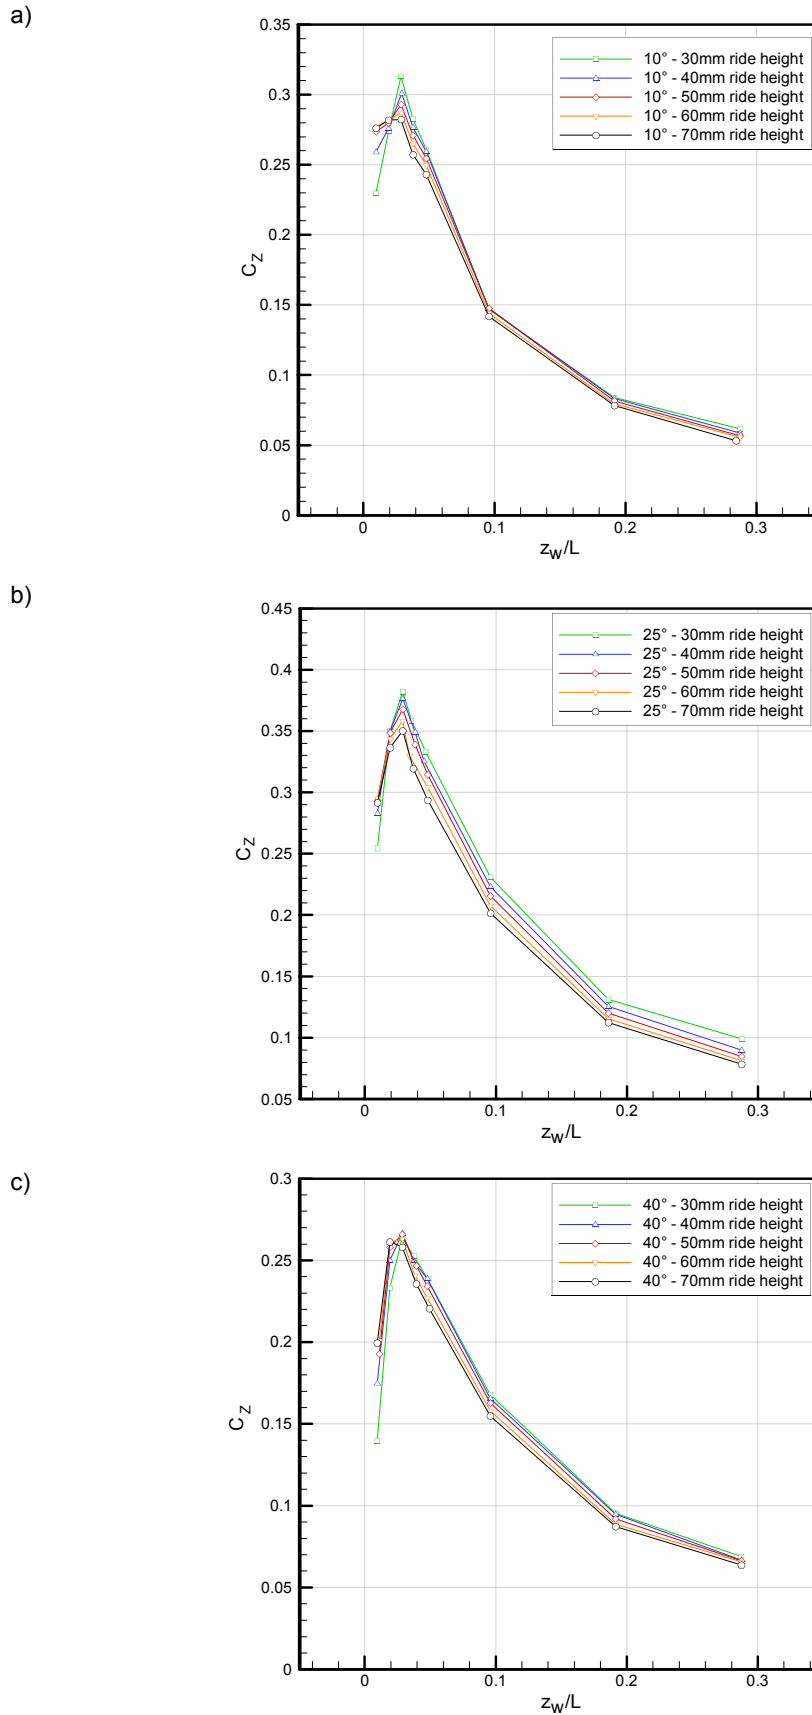 a)
0.35
10° - 30mm ride height
10° - 40mm ride height
10° - 50mm ride height
10° - 60mm ride height
10° - 70mm ride height
0.3
0.25
0.2
C_Z
0.15
0.1
0.05
0
0 0.1 0.2 0.3
z_w/L
b)
0.45
25° - 30mm ride height
25° - 40mm ride height
25° - 50mm ride height
25° - 60mm ride height
25° - 70mm ride height
0.4
0.35
0.3
0.25
C_Z
0.2
0.15
0.1
0.05
0 0.1 0.2 0.3
z_w/L
c)
0.3
40° - 30mm ride height
40° - 40mm ride height
40° - 50mm ride height
40° - 60mm ride height
40° - 70mm ride height
0.25
0.2
0.15
C_Z
0.1
0.05
0
0 0.1 0.2 0.3
z_w/L